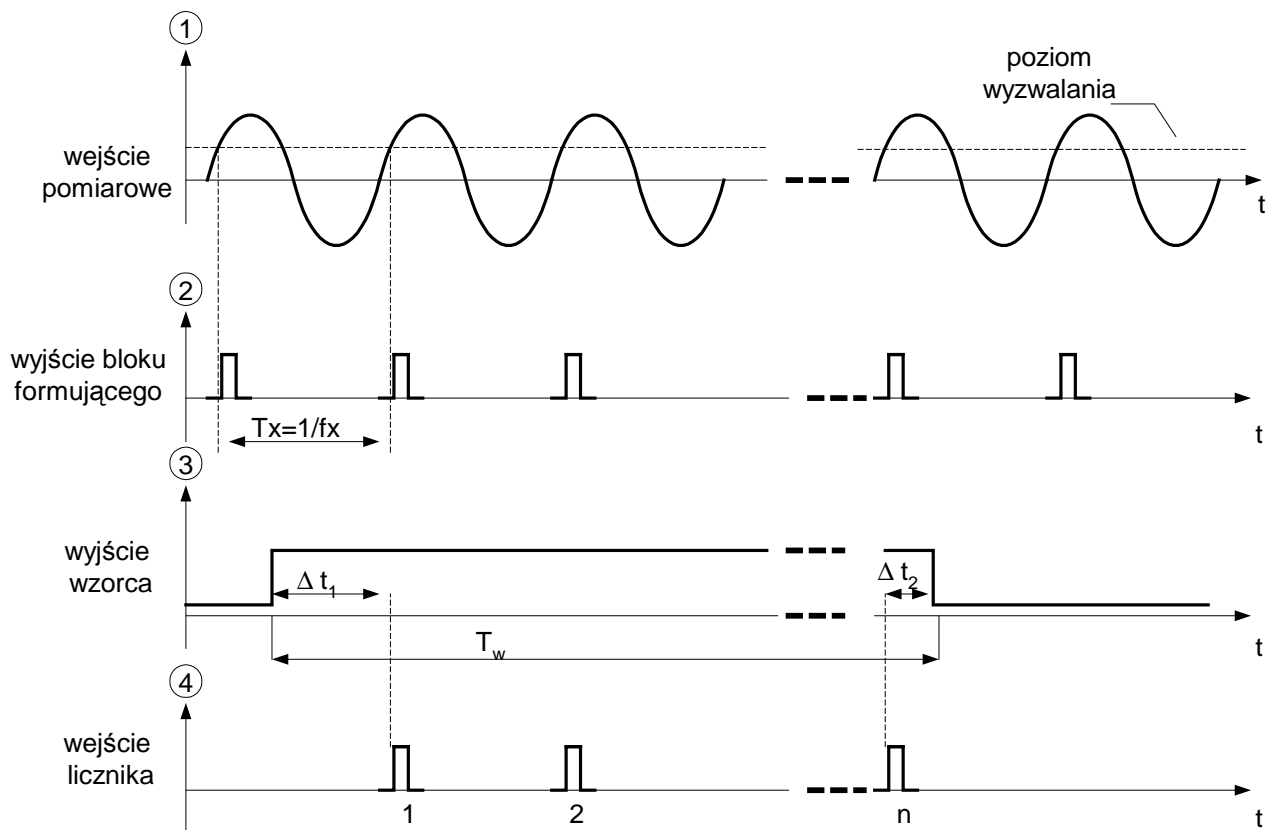 1
poziom
wyzwalania
wejście
pomiarowe
t
2
wyjście bloku
formującego
Tx=1/fx
t
3
wyjście
wzorca
Δ t₁
Δ t₂
T_w
t
4
wejście
licznika
1
2
n
t